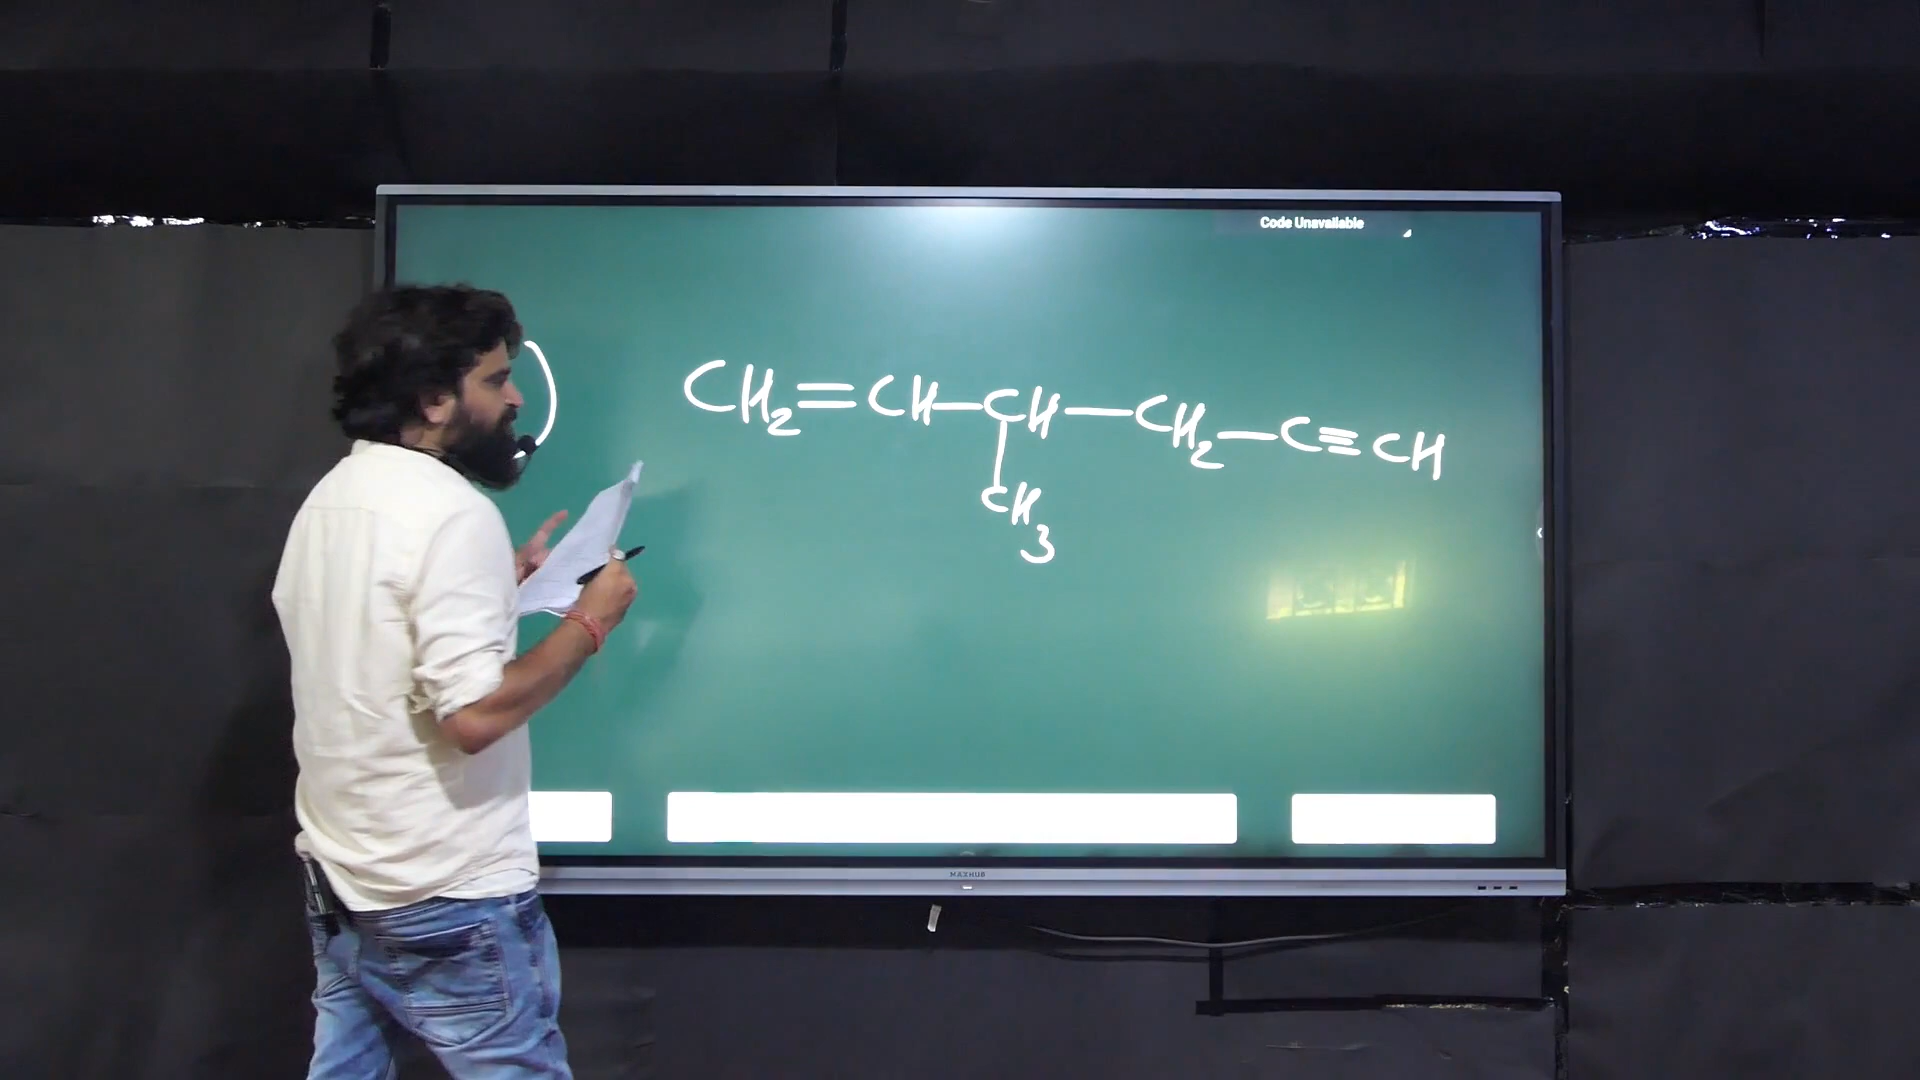 Code Unavailable
)
CH₂=CH—CH—CH₂—C≡CH
CH₃
MAXHUB